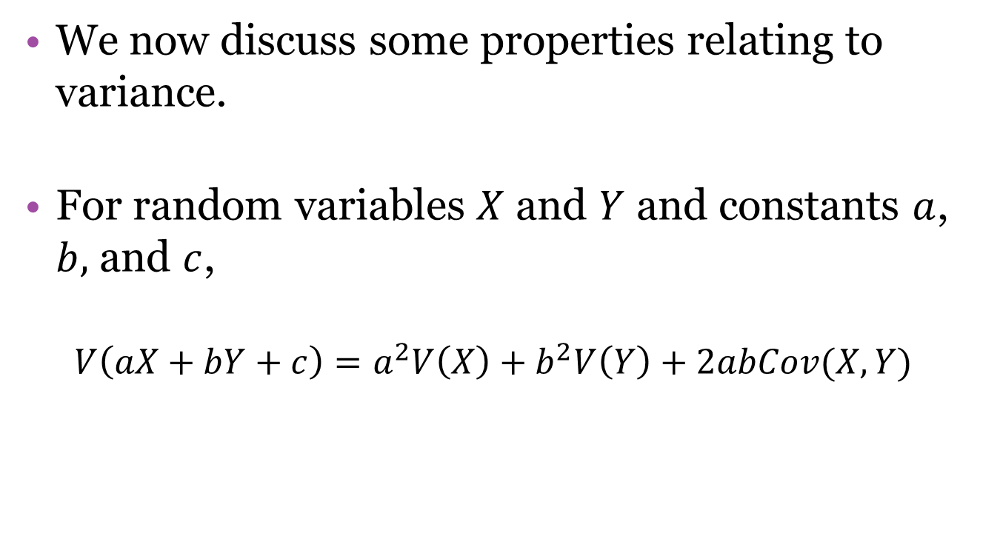 • We now discuss some properties relating to
variance.
• For random variables X and Y and constants a,
b, and c,
V(aX + bY + c) = a²V(X) + b²V(Y) + 2abCov(X, Y)